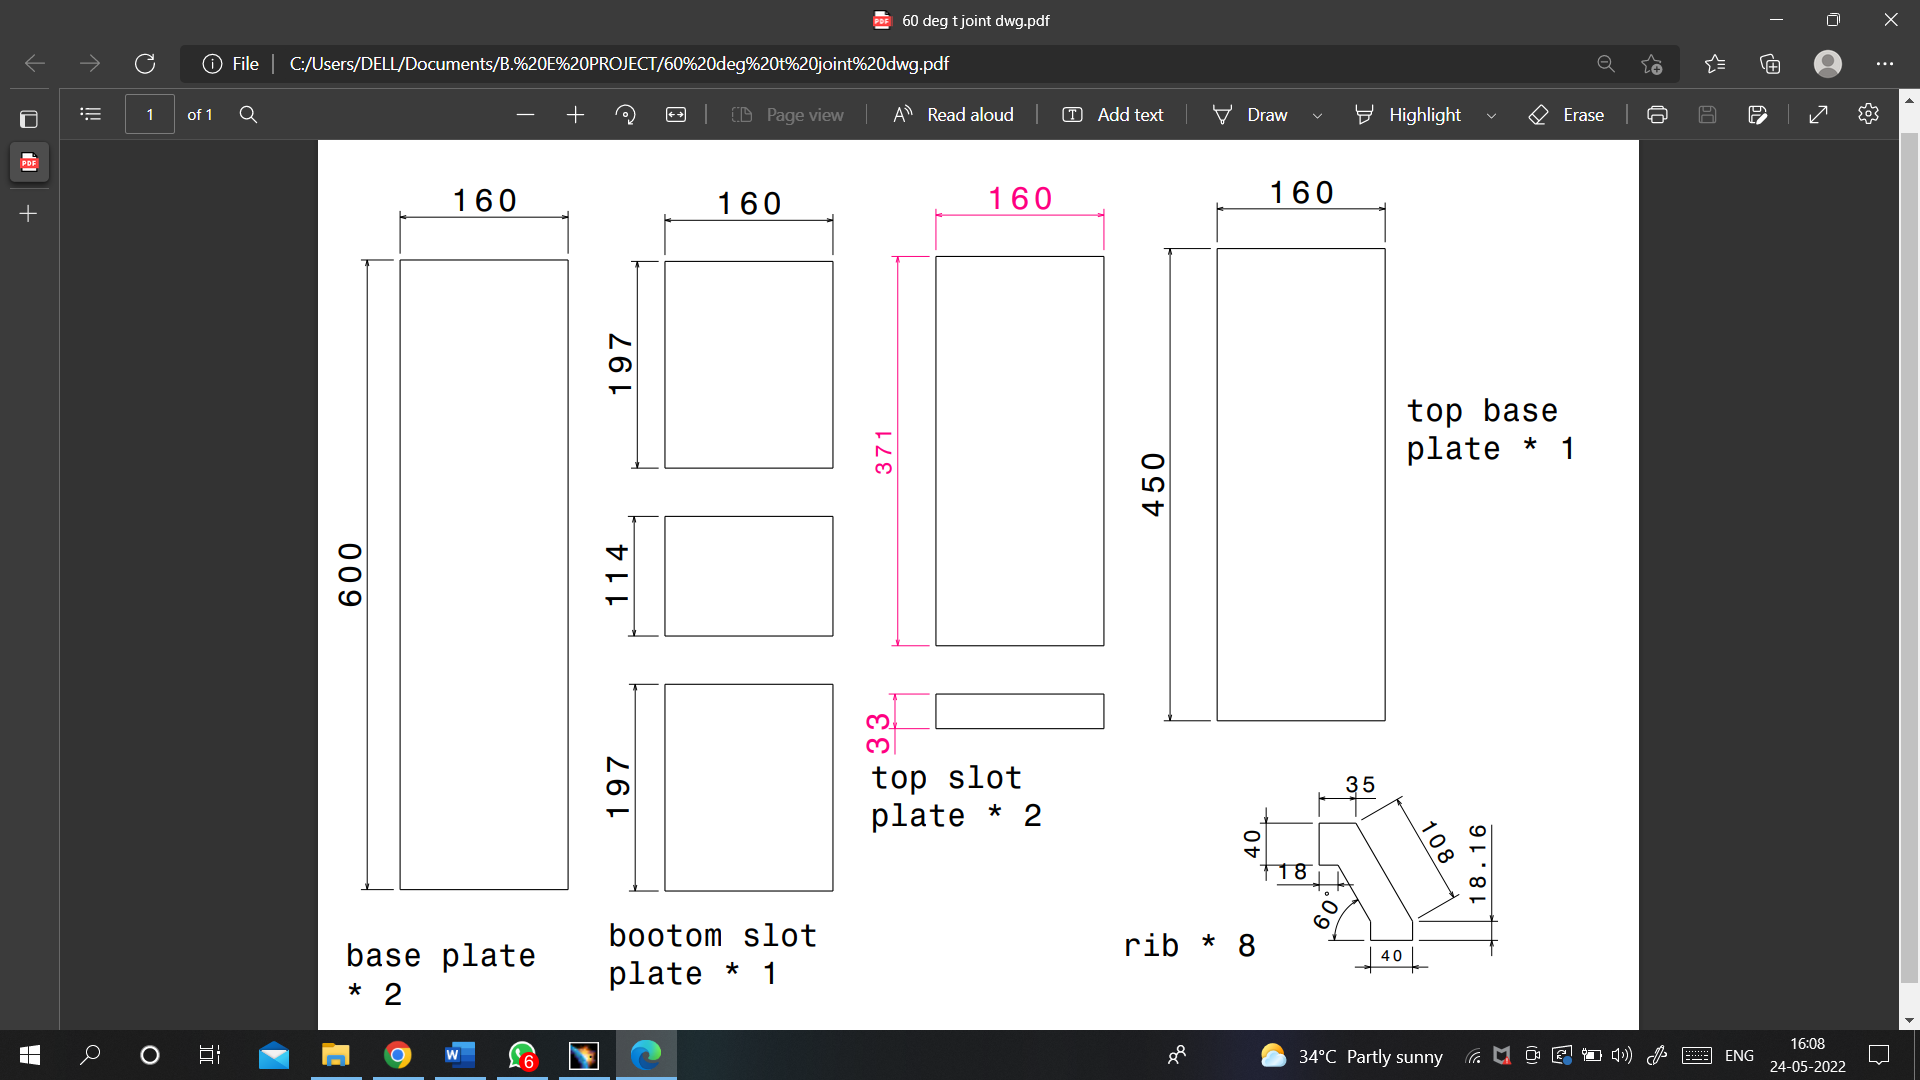 60 deg t joint dwg.pdf
File
C:/Users/DELL/Documents/B.%20E%20PROJECT/60%20deg%20t%20joint%20dwg.pdf
1 of 1
Page view
Read aloud
Add text
Draw
Highlight
Erase
160
160
160
160
600
197
114
197
371
33
450
top base
plate * 1
top slot
plate * 2
35
40
18
60°
108
18.16
40
rib * 8
bootom slot
plate * 1
base plate
* 2
PDF
PDF
W
6
34°C Partly sunny
ENG
16:08
24-05-2022